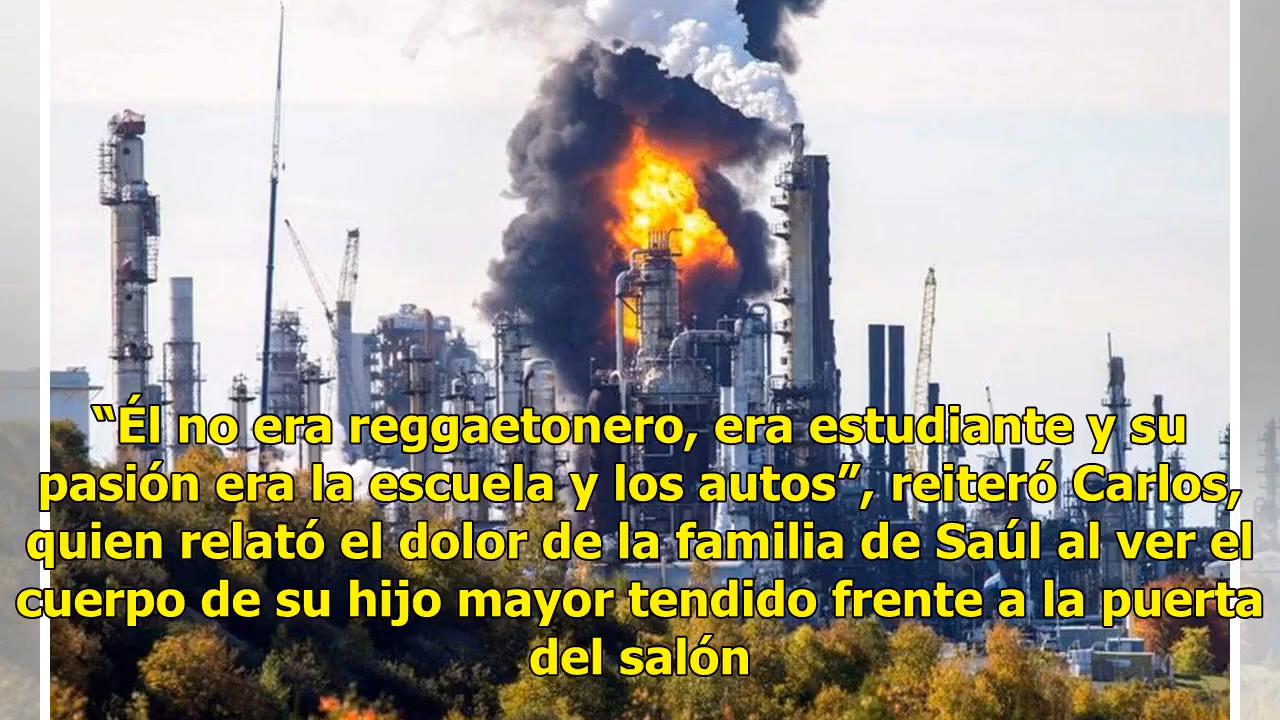 “Él no era reggaetonero, era estudiante y su
pasión era la escuela y los autos”, reiteró Carlos,
quien relató el dolor de la familia de Saúl al ver el
cuerpo de su hijo mayor tendido frente a la puerta
del salón